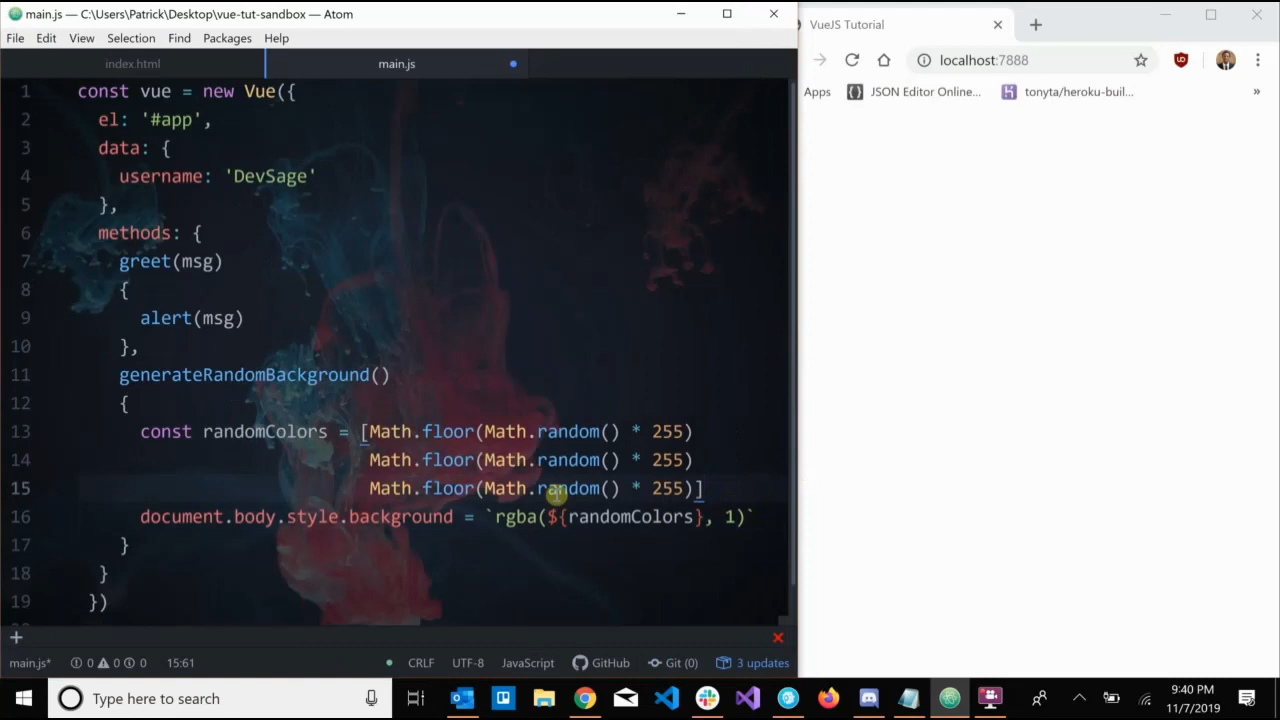 main.js — C:\Users\Patrick\Desktop\vue-tut-sandbox — Atom
File Edit View Selection Find Packages Help
index.html main.js
1 const vue = new Vue({
2 el: '#app',
3 data: {
4 username: 'DevSage'
5 },
6 methods: {
7 greet(msg)
8 {
9 alert(msg)
10 },
11 generateRandomBackground()
12 {
13 const randomColors = [Math.floor(Math.random() * 255)
14 Math.floor(Math.random() * 255)
15 Math.floor(Math.random() * 255)]
16 document.body.style.background = `rgba(${randomColors}, 1)`
17 }
18 }
19 })
main.js* 0 0 0 15:61 CRLF UTF-8 JavaScript GitHub Git (0) 3 updates
VueJS Tutorial
localhost:7888
Apps JSON Editor Online... tonyta/heroku-buil... »
Type here to search
9:40 PM
11/7/2019